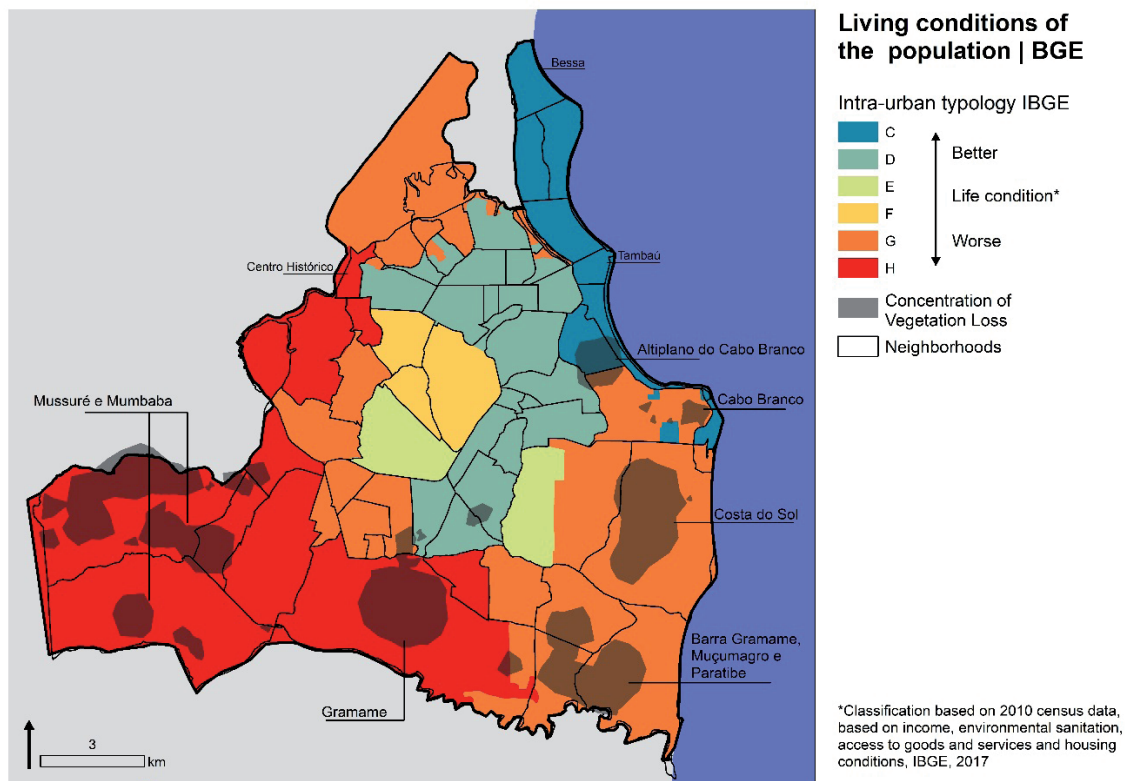 Living conditions of
the population | BGE
Intra-urban typology IBGE
C
D
E
F
G
H
Better
Life condition*
Worse
Concentration of
Vegetation Loss
Neighborhoods
Bessa
Centro Histórico
Tambaú
Altiplano do Cabo Branco
Cabo Branco
Mussuré e Mumbaba
Costa do Sol
Barra Gramame,
Muçumagro e
Paratibe
Gramame
3
km
*Classification based on 2010 census data,
based on income, environmental sanitation,
access to goods and services and housing
conditions, IBGE, 2017